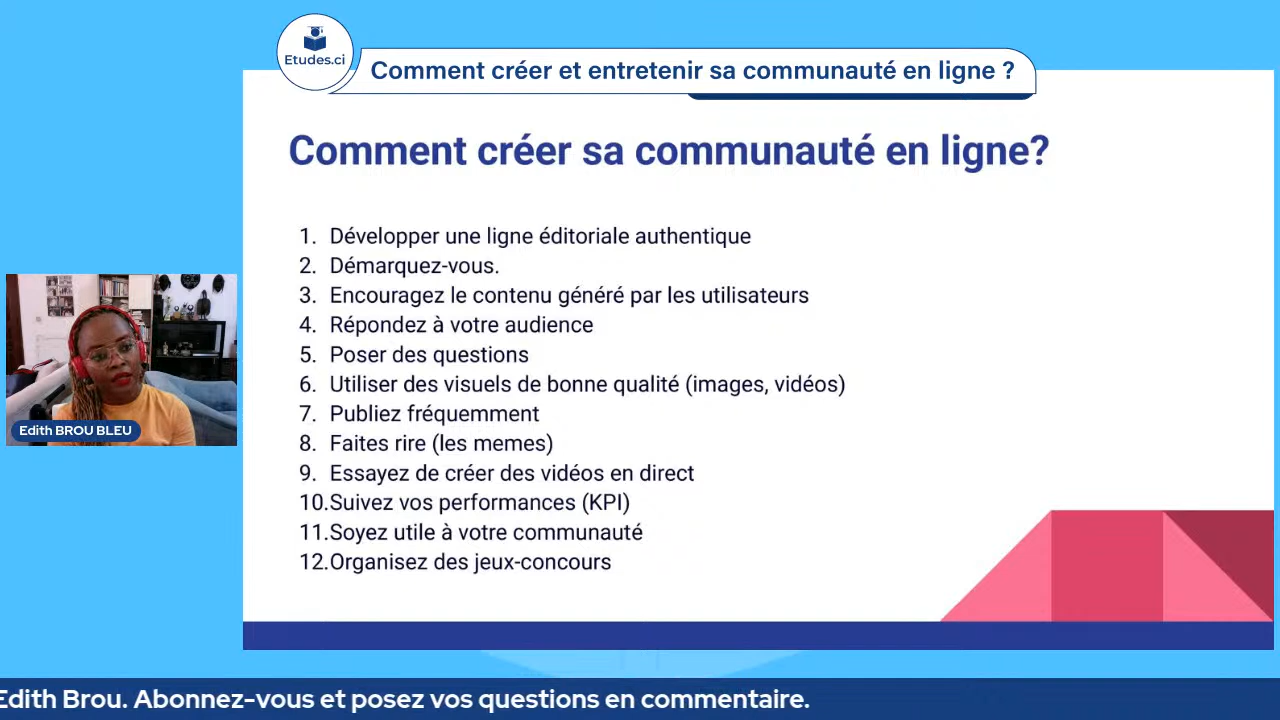 Etudes.ci
Comment créer et entretenir sa communauté en ligne ?
Comment créer sa communauté en ligne?
1. Développer une ligne éditoriale authentique
2. Démarquez-vous.
3. Encouragez le contenu généré par les utilisateurs
4. Répondez à votre audience
5. Poser des questions
6. Utiliser des visuels de bonne qualité (images, vidéos)
7. Publiez fréquemment
8. Faites rire (les memes)
9. Essayez de créer des vidéos en direct
10.Suivez vos performances (KPI)
11.Soyez utile à votre communauté
12.Organisez des jeux-concours
Edith BROU BLEU
Edith Brou. Abonnez-vous et posez vos questions en commentaire.